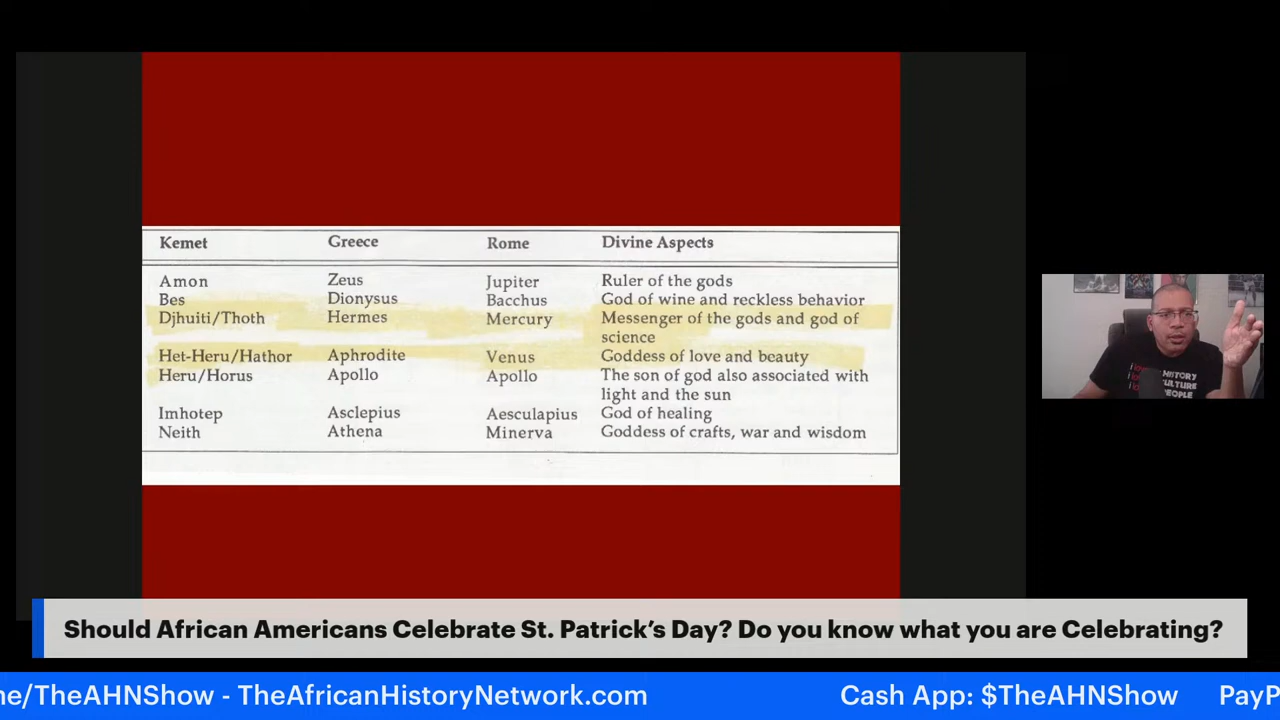 Kemet Greece Rome Divine Aspects
Amon Zeus Jupiter Ruler of the gods
Bes Dionysus Bacchus God of wine and reckless behavior
Djhuiti/Thoth Hermes Mercury Messenger of the gods and god of
science
Het-Heru/Hathor Aphrodite Venus Goddess of love and beauty
Heru/Horus Apollo Apollo The son of god also associated with
light and the sun
Imhotep Asclepius Aesculapius God of healing
Neith Athena Minerva Goddess of crafts, war and wisdom
HISTORY
CULTURE
PEOPLE
Should African Americans Celebrate St. Patrick's Day? Do you know what you are Celebrating?
me/TheAHNShow - TheAfricanHistoryNetwork.com Cash App: $TheAHNShow PayP